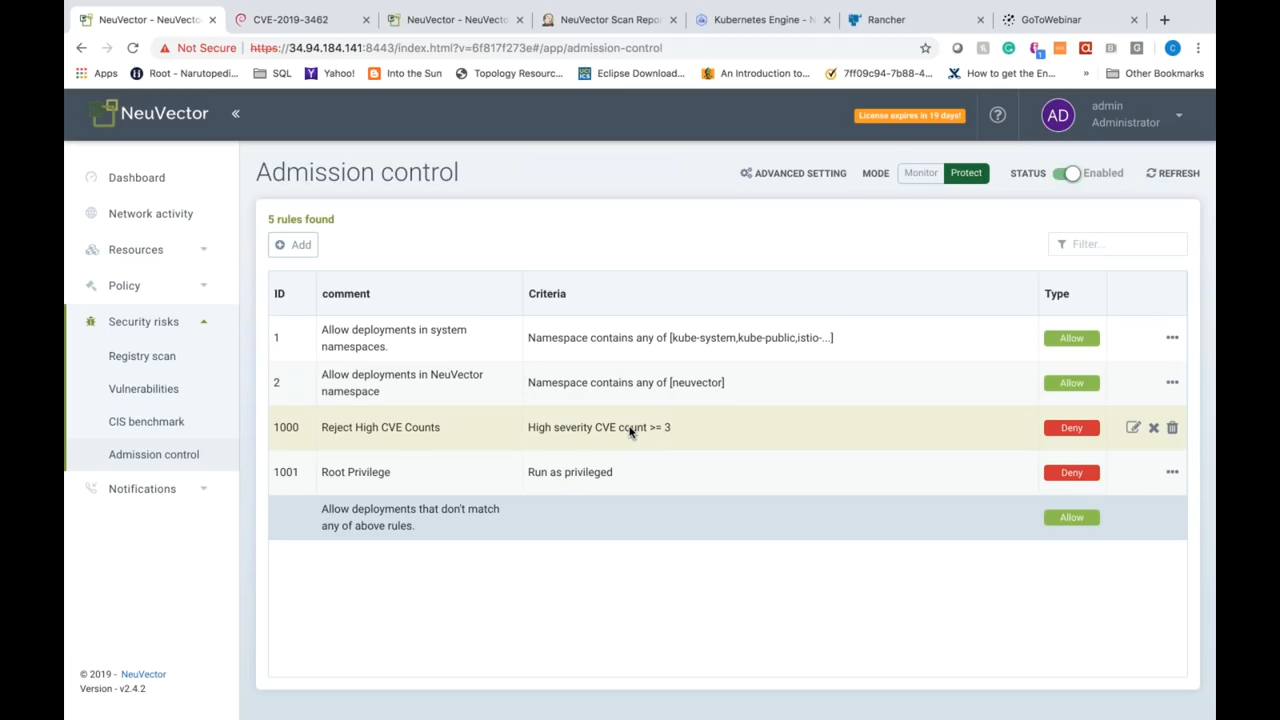 NeuVector - NeuVecto
CVE-2019-3462
NeuVector - NeuVecto
NeuVector Scan Repor
Kubernetes Engine - N
Rancher
GoToWebinar
Not Secure
https://34.94.184.141:8443/index.html?v=6f817f273e#/app/admission-control
Apps
Root - Narutopedi...
SQL
Yahoo!
Into the Sun
Topology Resourc...
Eclipse Download...
An Introduction to...
7ff09c94-7b88-4...
How to get the En...
»
Other Bookmarks
NeuVector
«
License expires in 19 days!
AD
admin
Administrator
Dashboard
Network activity
Resources
Policy
Security risks
Registry scan
Vulnerabilities
CIS benchmark
Admission control
Notifications
© 2019 - NeuVector
Version - v2.4.2
Admission control
ADVANCED SETTING
MODE
Monitor
Protect
STATUS
Enabled
REFRESH
5 rules found
Add
Filter...
ID comment Criteria Type
1 Allow deployments in system namespaces. Namespace contains any of [kube-system,kube-public,istio-...] Allow
2 Allow deployments in NeuVector namespace Namespace contains any of [neuvector] Allow
1000 Reject High CVE Counts High severity CVE count >= 3 Deny
1001 Root Privilege Run as privileged Deny
Allow deployments that don't match any of above rules. Allow